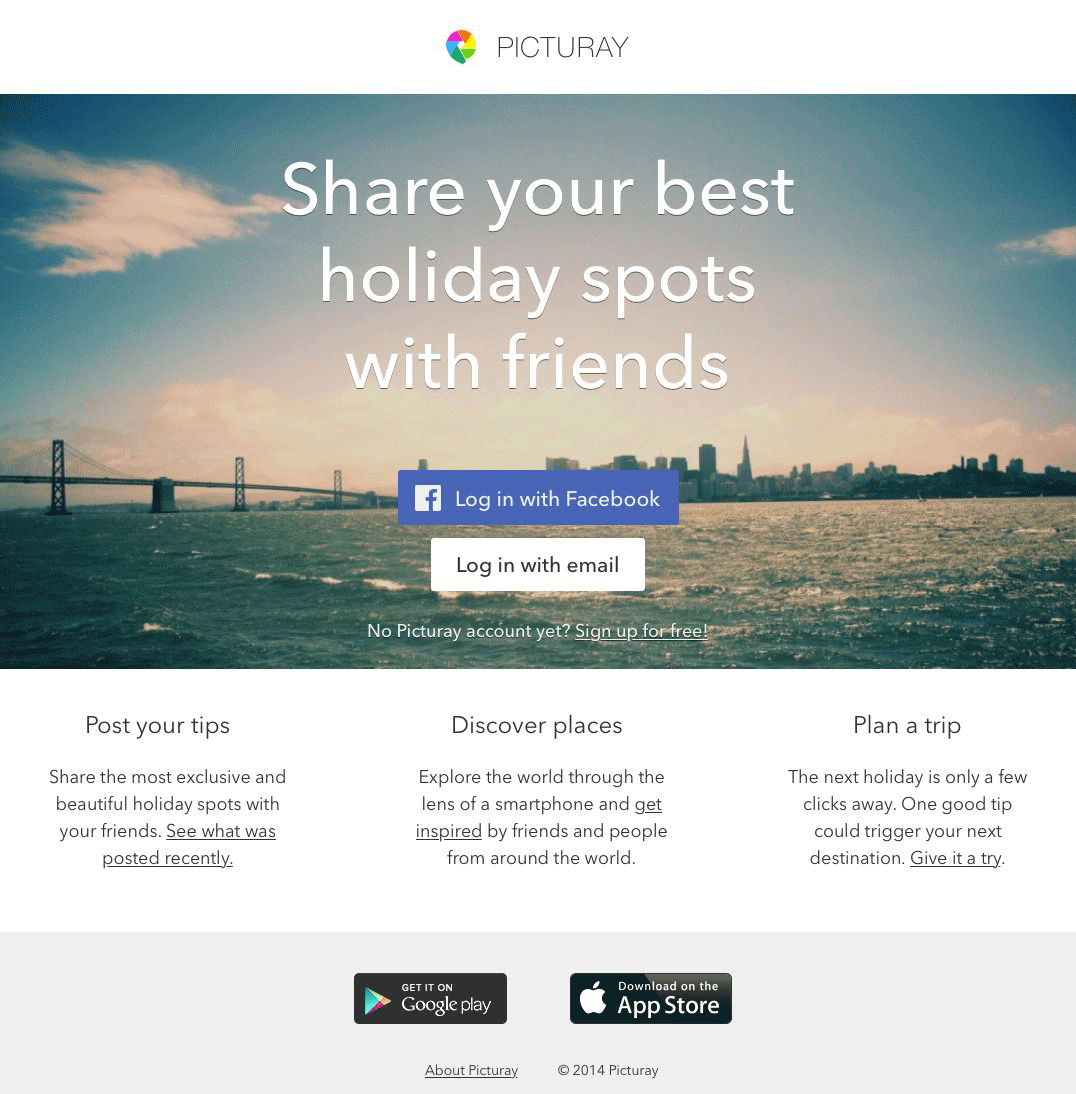 PICTURAY
Share your best
holiday spots
with friends
Log in with Facebook
Log in with email
No Picturay account yet? Sign up for free!
Post your tips
Share the most exclusive and
beautiful holiday spots with
your friends. See what was
posted recently.
Discover places
Explore the world through the
lens of a smartphone and get
inspired by friends and people
from around the world.
Plan a trip
The next holiday is only a few
clicks away. One good tip
could trigger your next
destination. Give it a try.
GET IT ON
Google play
Download on the
App Store
About Picturay
© 2014 Picturay